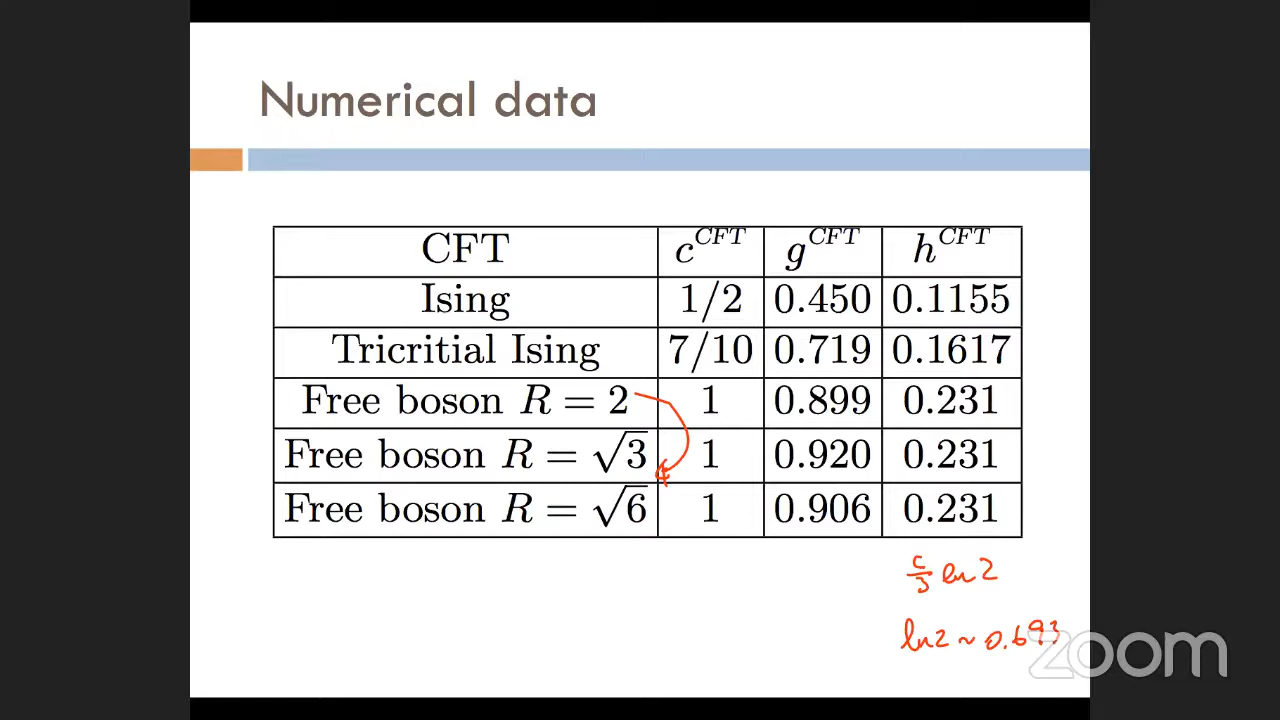 Numerical data
CFT c^{CFT} g^{CFT} h^{CFT}
Ising 1/2 0.450 0.1155
Tricritial Ising 7/10 0.719 0.1617
Free boson R = 2 1 0.899 0.231
Free boson R = √3 1 0.920 0.231
Free boson R = √6 1 0.906 0.231
c/3 ln 2
ln2 ~ 0.693
zoom